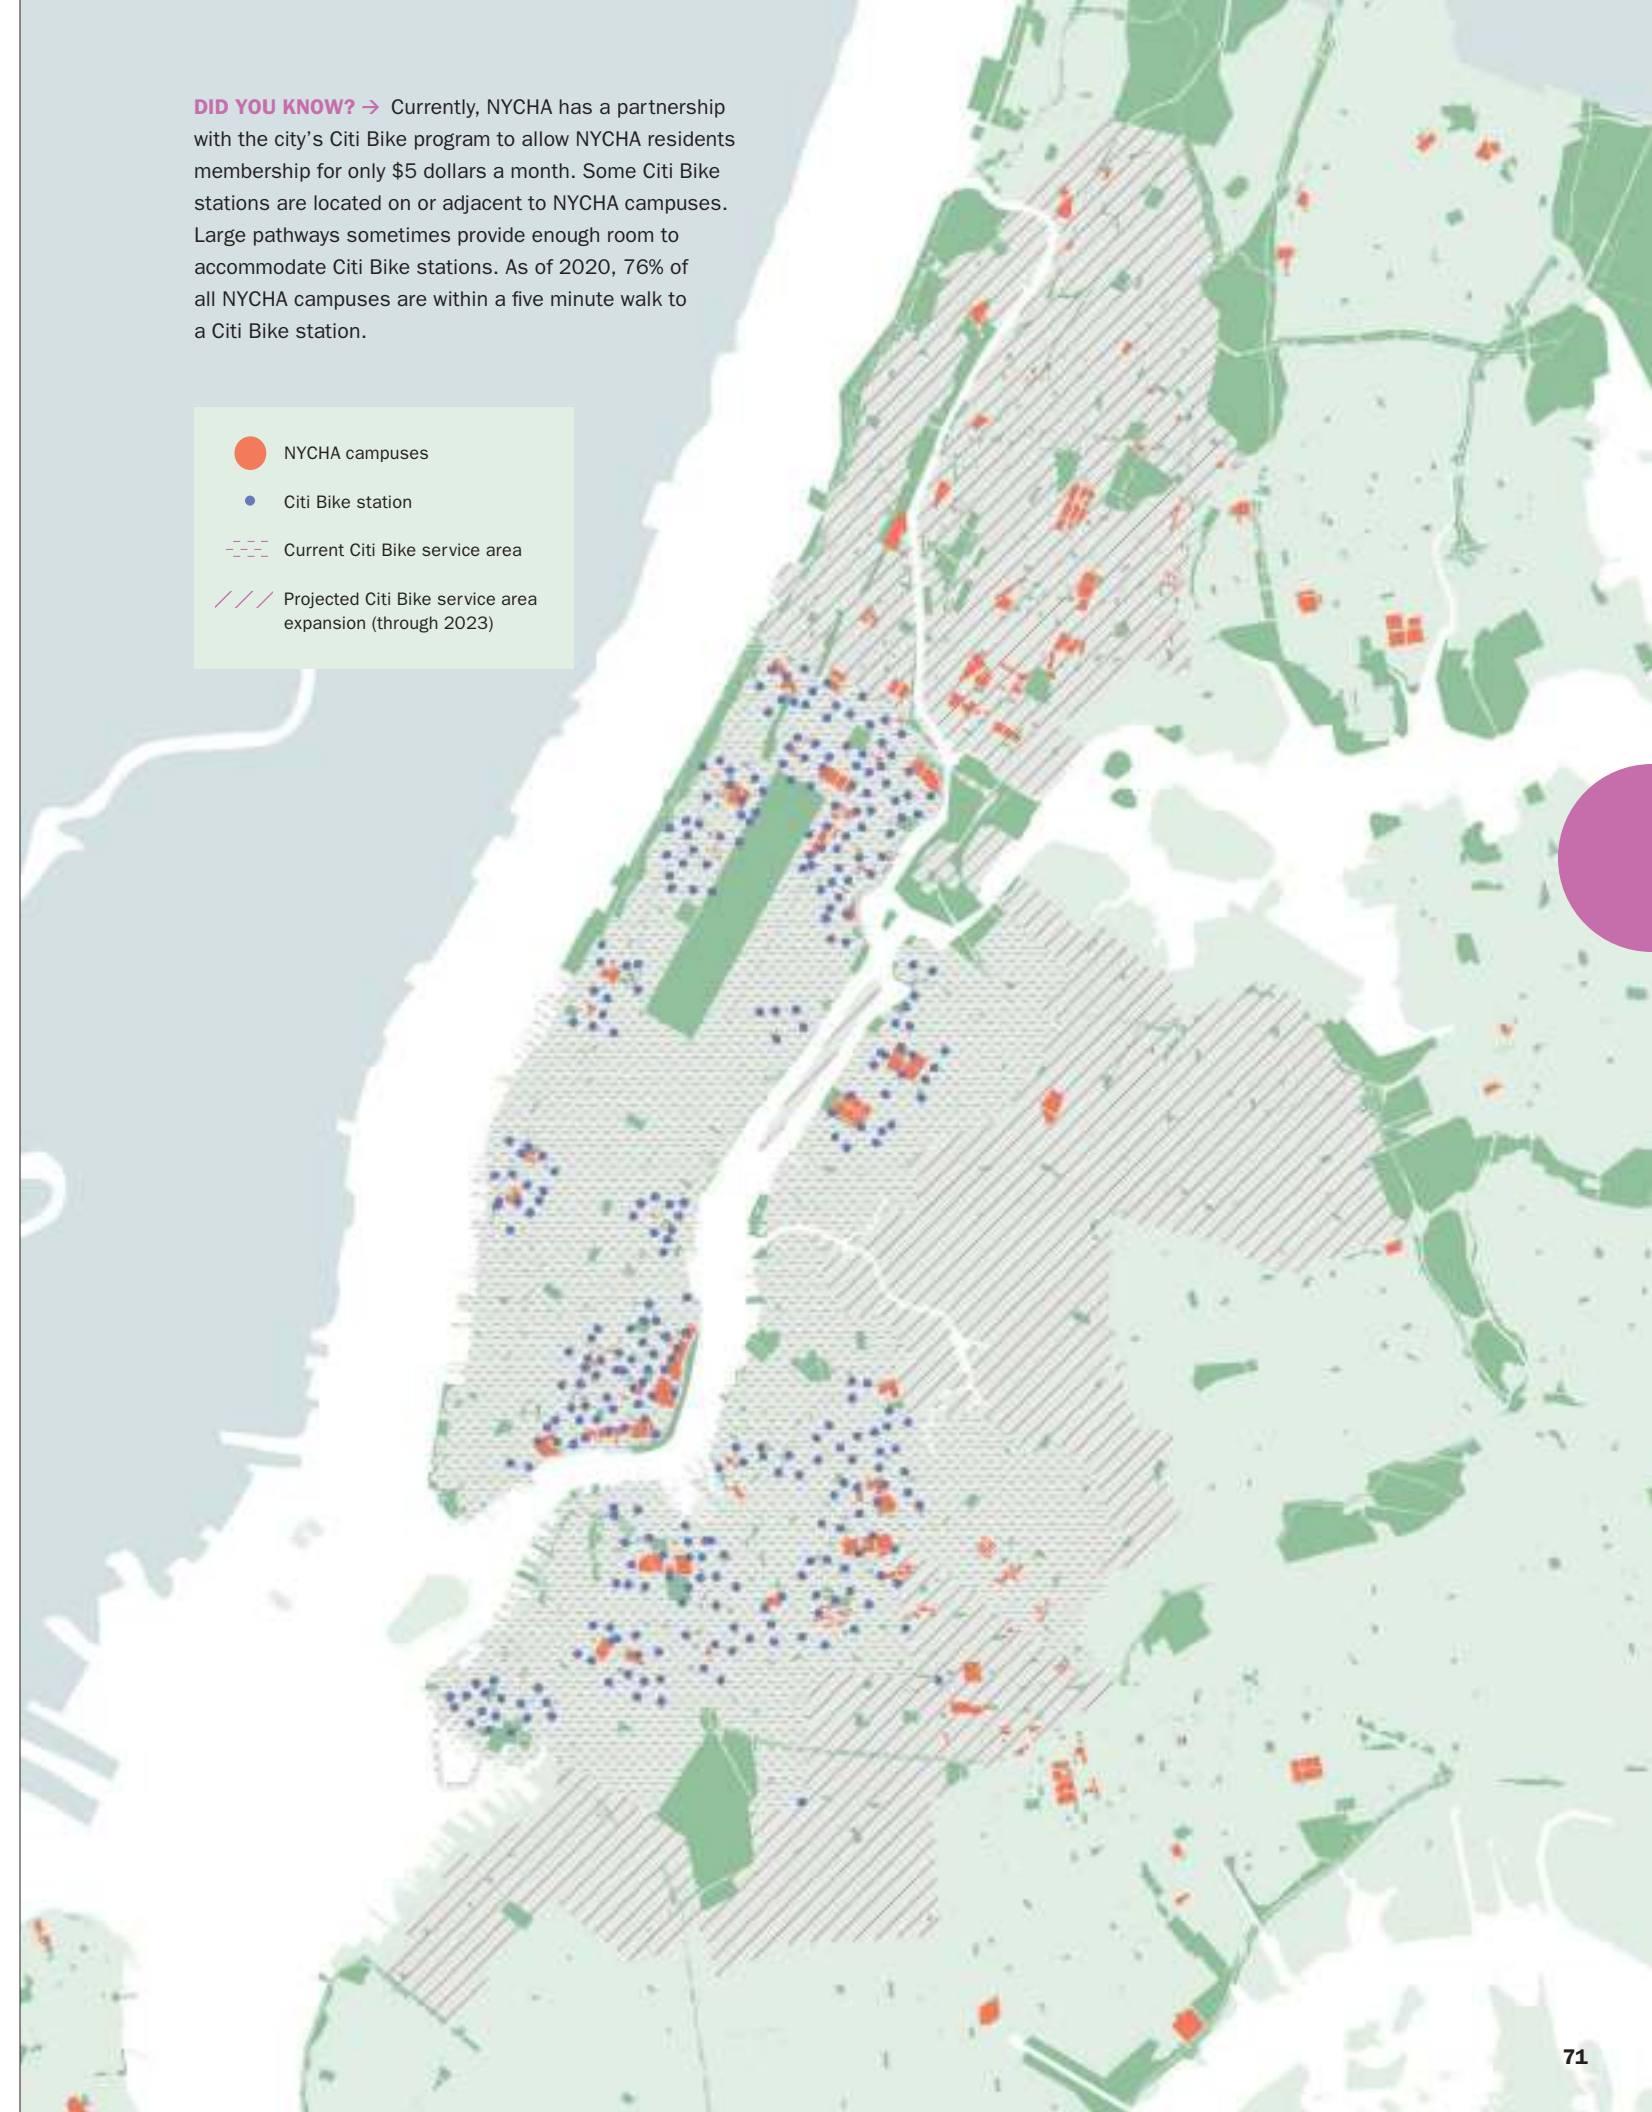 DID YOU KNOW? → Currently, NYCHA has a partnership
with the city's Citi Bike program to allow NYCHA residents
membership for only $5 dollars a month. Some Citi Bike
stations are located on or adjacent to NYCHA campuses.
Large pathways sometimes provide enough room to
accommodate Citi Bike stations. As of 2020, 76% of
all NYCHA campuses are within a five minute walk to
a Citi Bike station.
NYCHA campuses
Citi Bike station
Current Citi Bike service area
Projected Citi Bike service area
expansion (through 2023)
71